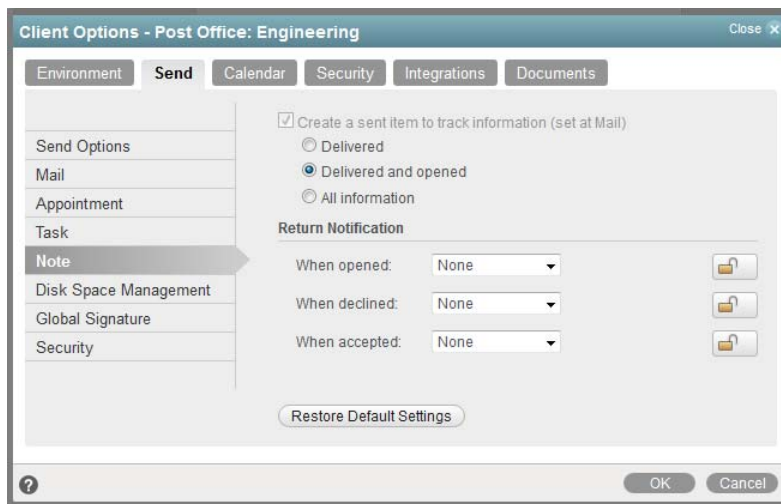 Client Options - Post Office: Engineering
Close
Environment Send Calendar Security Integrations Documents
Create a sent item to track information (set at Mail)
Delivered
Delivered and opened
All information
Return Notification
When opened: None
When declined: None
When accepted: None
Restore Default Settings
Send Options
Mail
Appointment
Task
Note
Disk Space Management
Global Signature
Security
?
OK Cancel